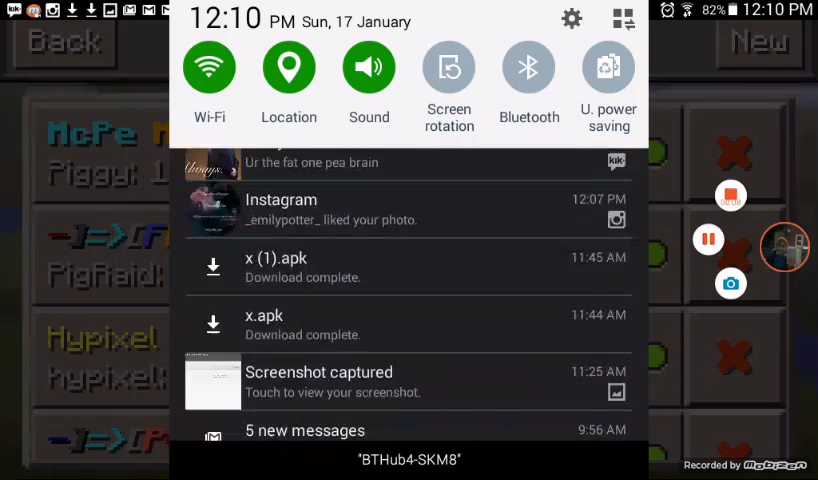 kik
82% 12:10 PM
12:10 PM Sun, 17 January
Back
New
Wi-Fi
Location
Sound
Screen rotation
Bluetooth
U. power saving
McPe
Piggy: 1
always.
Ur the fat one pea brain
kik
Instagram
12:07 PM
_emilypotter_ liked your photo.
PigRaid:
x (1).apk
11:45 AM
Download complete.
x.apk
11:44 AM
Download complete.
Hypixel
hypixel:
Screenshot captured
11:25 AM
Touch to view your screenshot.
5 new messages
9:56 AM
"BTHub4-SKM8"
Recorded by mobizen